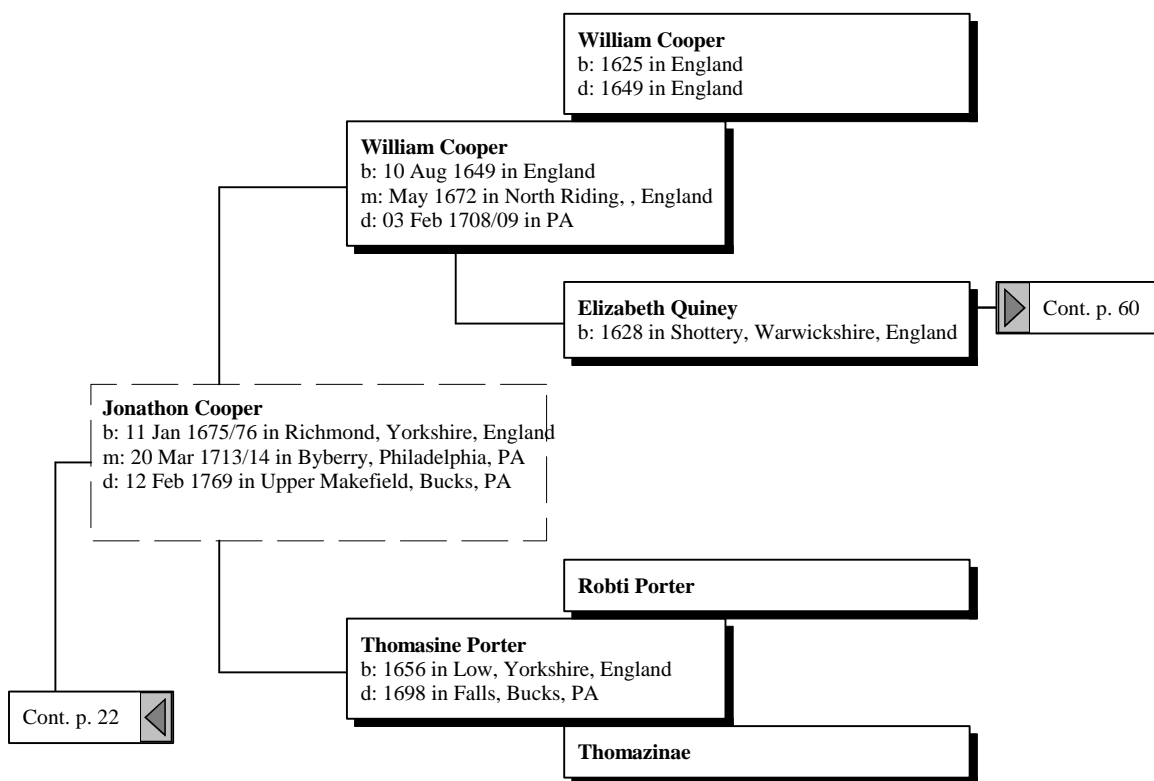 William Cooper
b: 1625 in England
d: 1649 in England
William Cooper
b: 10 Aug 1649 in England
m: May 1672 in North Riding, , England
d: 03 Feb 1708/09 in PA
Elizabeth Quiney
b: 1628 in Shottery, Warwickshire, England
Cont. p. 60
Jonathon Cooper
b: 11 Jan 1675/76 in Richmond, Yorkshire, England
m: 20 Mar 1713/14 in Byberry, Philadelphia, PA
d: 12 Feb 1769 in Upper Makefield, Bucks, PA
Robti Porter
Thomasine Porter
b: 1656 in Low, Yorkshire, England
d: 1698 in Falls, Bucks, PA
Cont. p. 22
Thomazinae